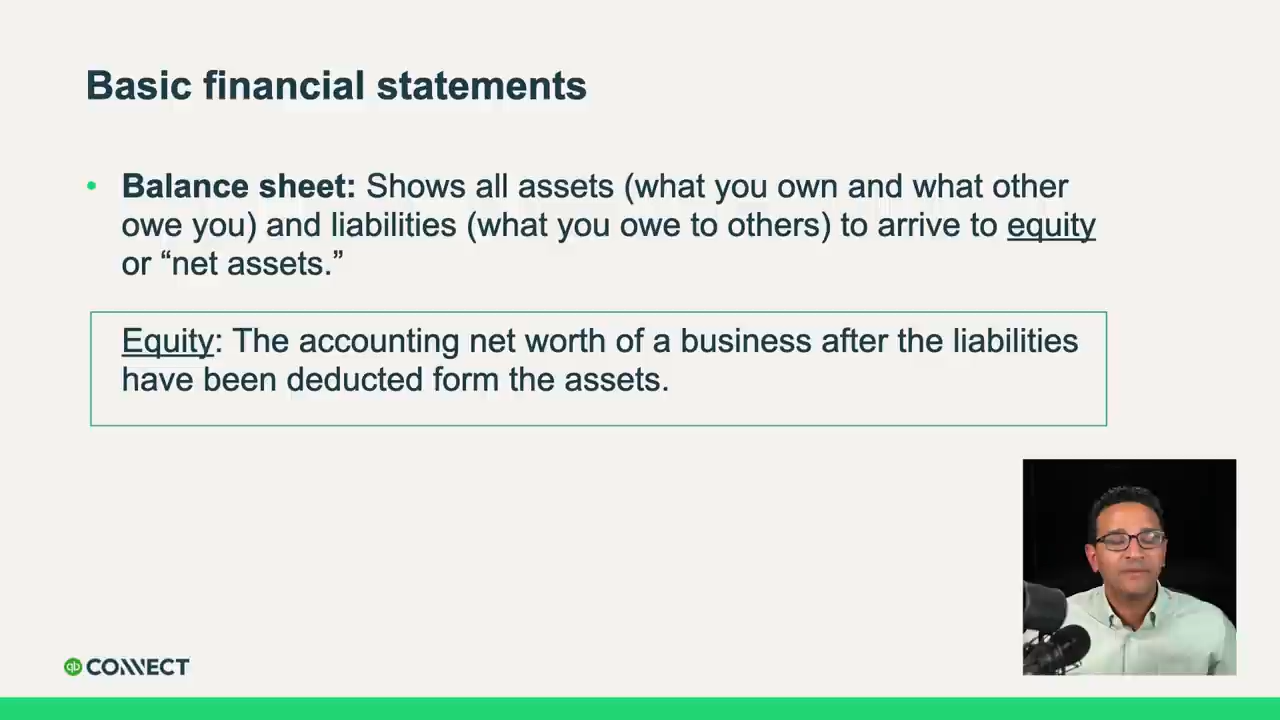 Basic financial statements
• Balance sheet: Shows all assets (what you own and what other
owe you) and liabilities (what you owe to others) to arrive to equity
or “net assets.”
Equity: The accounting net worth of a business after the liabilities
have been deducted form the assets.
qb CONNECT